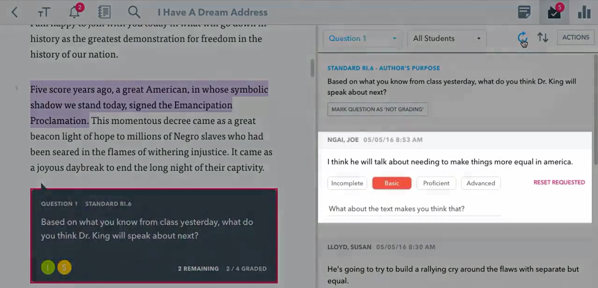 I Have A Dream Address
2
5
I am happy to join with you today in what will go down in
history as the greatest demonstration for freedom in the
history of our nation.
Five score years ago, a great American, in whose symbolic
shadow we stand today, signed the Emancipation
Proclamation. This momentous decree came as a great
beacon light of hope to millions of Negro slaves who had
been seared in the flames of withering injustice. It came as
a joyous daybreak to end the long night of their captivity.
QUESTION 1 STANDARD RI.6
Based on what you know from class yesterday, what do
you think Dr. King will speak about next?
2 REMAINING 2 / 4 GRADED
Question 1
All Students
ACTIONS
STANDARD RI.6 - AUTHOR'S PURPOSE
Based on what you know from class yesterday, what do you think Dr. King will
speak about next?
MARK QUESTION AS 'NOT GRADING'
NGAI, JOE 05/05/16 8:53 AM
I think he will talk about needing to make things more equal in america.
Incomplete Basic Proficient Advanced RESET REQUESTED
What about the text makes you think that?
LLOYD, SUSAN 05/05/16 8:30 AM
He's going to try to build a rallying cry around the flaws with separate but
equal.